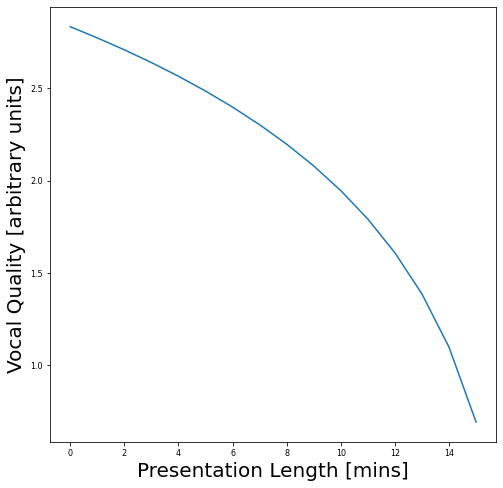 Vocal Quality [arbitrary units]
2.5
2.0
1.5
1.0
0 2 4 6 8 10 12 14
Presentation Length [mins]